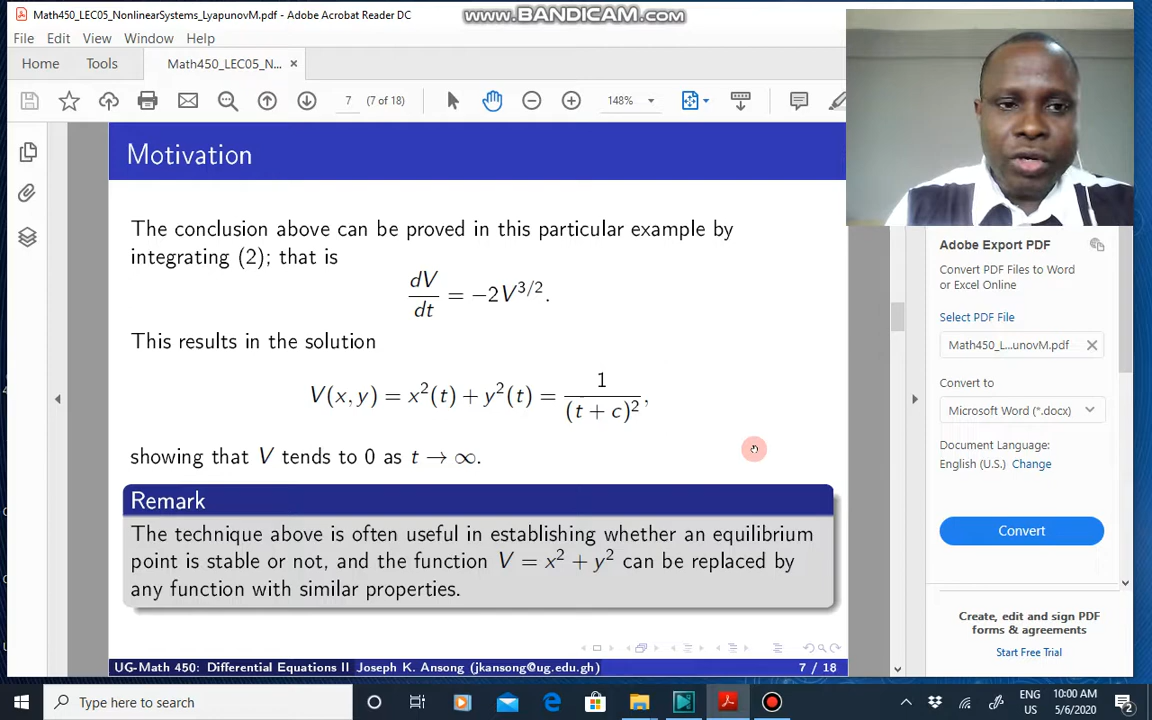 Math450_LEC05_NonlinearSystems_LyapunovM.pdf - Adobe Acrobat Reader DC
www.BANDICAM.com
File Edit View Window Help
Home Tools Math450_LEC05_N... ×
7 (7 of 18) 148%
Motivation
The conclusion above can be proved in this particular example by
integrating (2); that is
dV/dt = −2V^{3/2}.
This results in the solution
V(x, y) = x²(t) + y²(t) = 1/(t + c)²,
showing that V tends to 0 as t → ∞.
Remark
The technique above is often useful in establishing whether an equilibrium
point is stable or not, and the function V = x² + y² can be replaced by
any function with similar properties.
UG-Math 450: Differential Equations II Joseph K. Ansong (jkansong@ug.edu.gh) 7 / 18
Adobe Export PDF
Convert PDF Files to Word
or Excel Online
Select PDF File
Math450_L...unovM.pdf ×
Convert to
Microsoft Word (*.docx)
Document Language:
English (U.S.) Change
Convert
Create, edit and sign PDF
forms & agreements
Start Free Trial
Type here to search
ENG
US
10:00 AM
5/6/2020
2